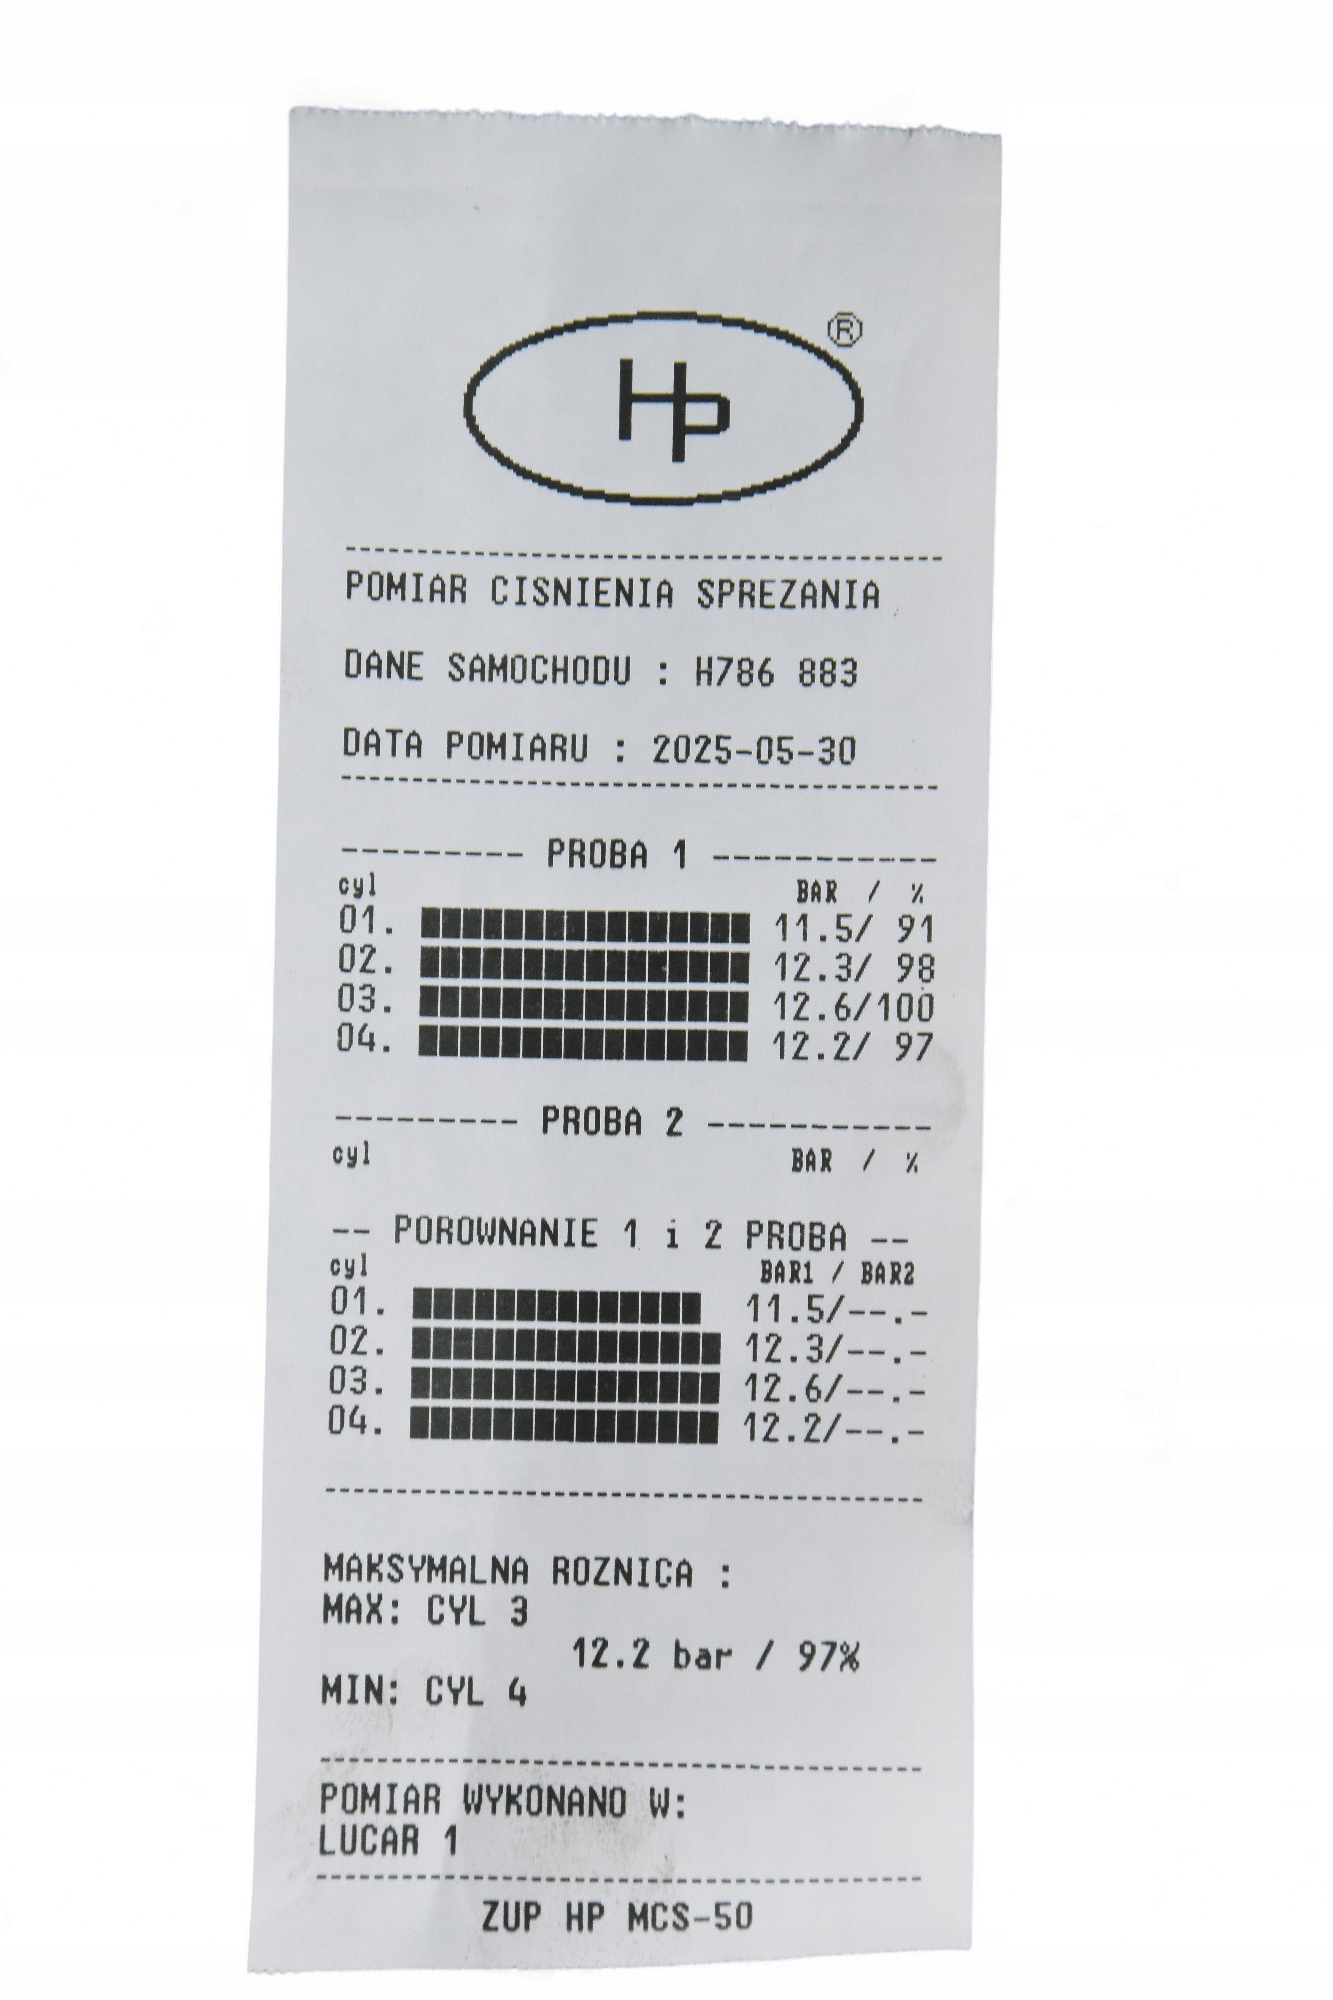 HP ®
POMIAR CISNIENIA SPREZANIA
DANE SAMOCHODU : H786 883
DATA POMIARU : 2025-05-30
--------- PROBA 1 -----------
cyl BAR / %
01. 11.5/ 91
02. 12.3/ 98
03. 12.6/100
04. 12.2/ 97
--------- PROBA 2 -----------
cyl BAR / %
-- POROWNANIE 1 i 2 PROBA --
cyl BAR1 / BAR2
01. 11.5/--.-
02. 12.3/--.-
03. 12.6/--.-
04. 12.2/--.-
MAKSYMALNA ROZNICA :
MAX: CYL 3
12.2 bar / 97%
MIN: CYL 4
POMIAR WYKONANO W:
LUCAR 1
ZUP HP MCS-50